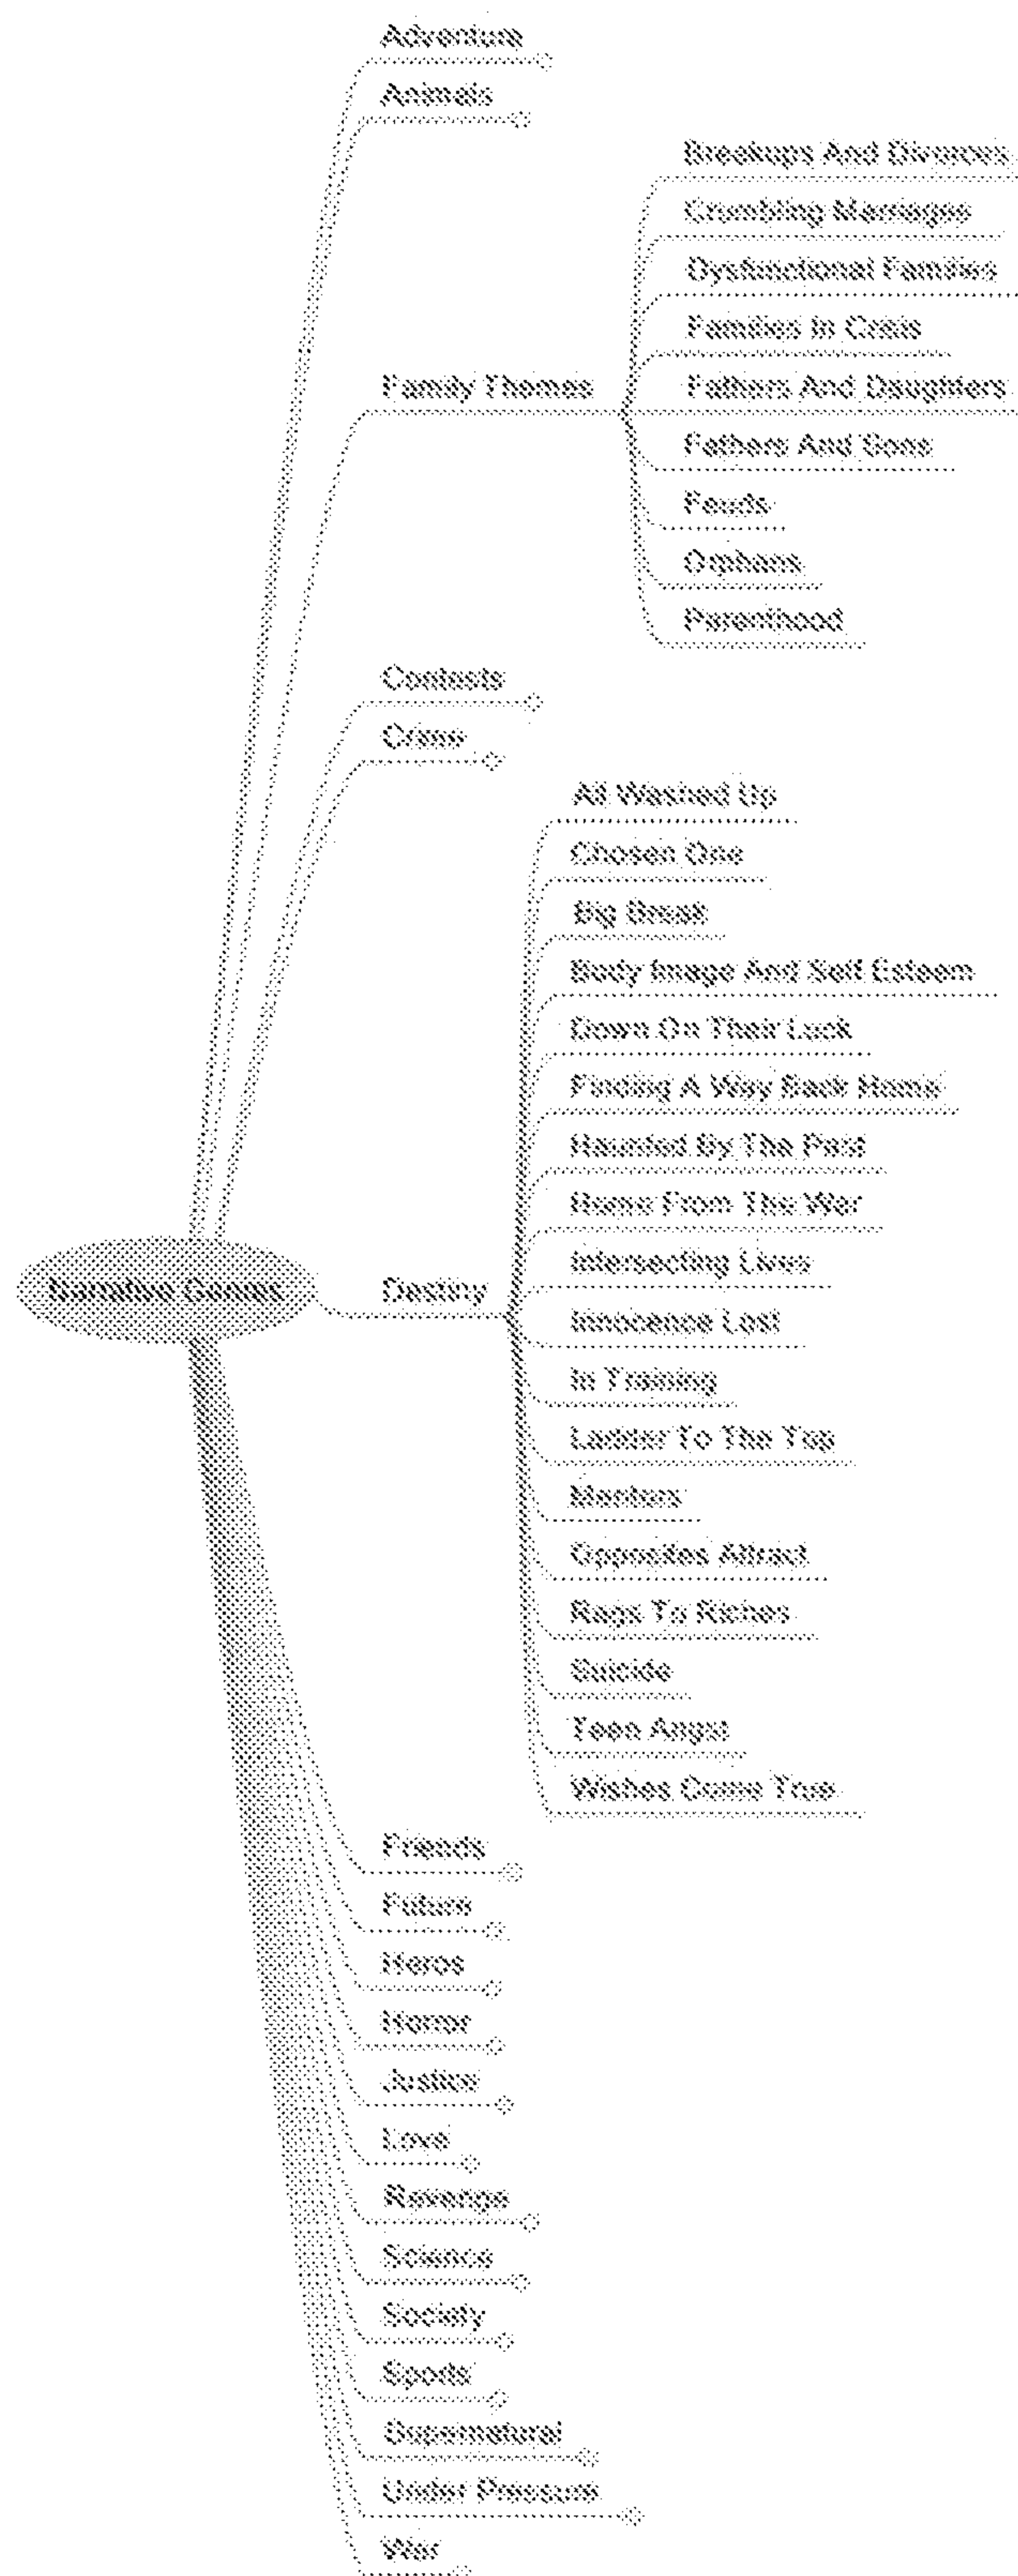 Adventure
Animals
Breakups And Divorces
Crumbling Marriages
Dysfunctional Families
Families In Crisis
Family Themes
Fathers And Daughters
Fathers And Sons
Feuds
Orphans
Parenthood
Contests
Crime
All Washed Up
Chosen One
Big Break
Body Image And Self Esteem
Down On Their Luck
Finding A Way Back Home
Haunted By The Past
Home From The War
Intersecting Lives
Narrative Genres
Destiny
Innocence Lost
In Training
Ladder To The Top
Mentors
Opposites Attract
Rags To Riches
Suicide
Teen Angst
Wishes Come True
Friends
Future
Heros
Horror
Justice
Love
Revenge
Science
Society
Sports
Supernatural
Under Pressure
War